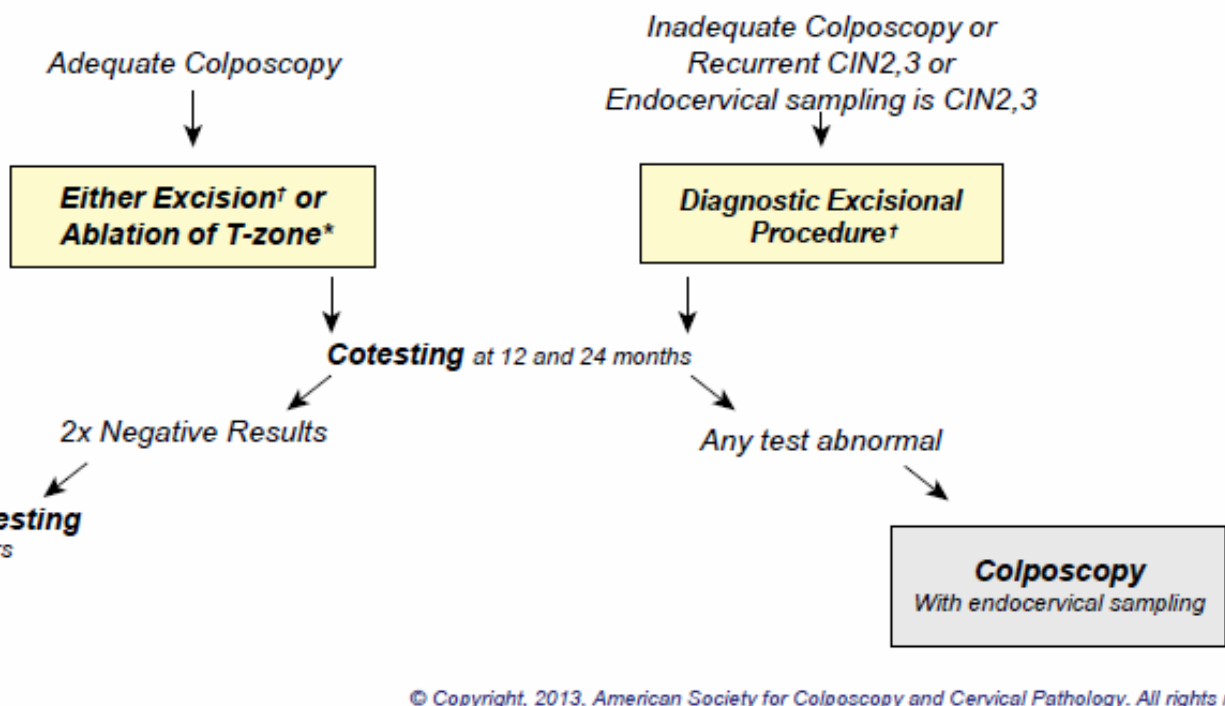 Adequate Colposcopy
Inadequate Colposcopy or
Recurrent CIN2,3 or
Endocervical sampling is CIN2,3
Either Excision† or
Ablation of T-zone*
Diagnostic Excisional
Procedure†
Cotesting at 12 and 24 months
2x Negative Results
Any test abnormal
esting
rs
Colposcopy
With endocervical sampling
© Copyright, 2013, American Society for Colposcopy and Cervical Pathology. All rights